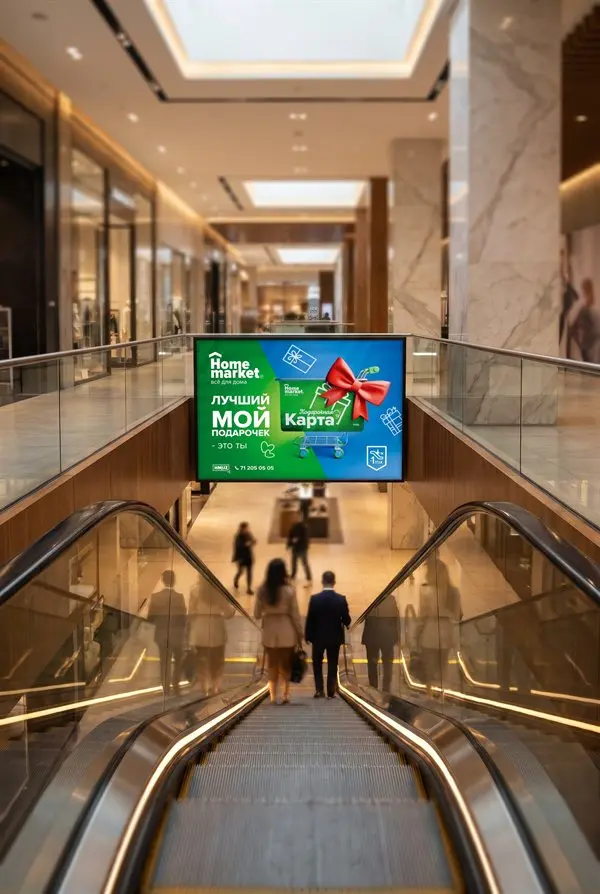 Home
market
всё для дома
ЛУЧШИЙ
МОЙ
ПОДАРОЧЕК
- ЭТО ТЫ
71 205 05 05
Home
market
Подарочная
Карта